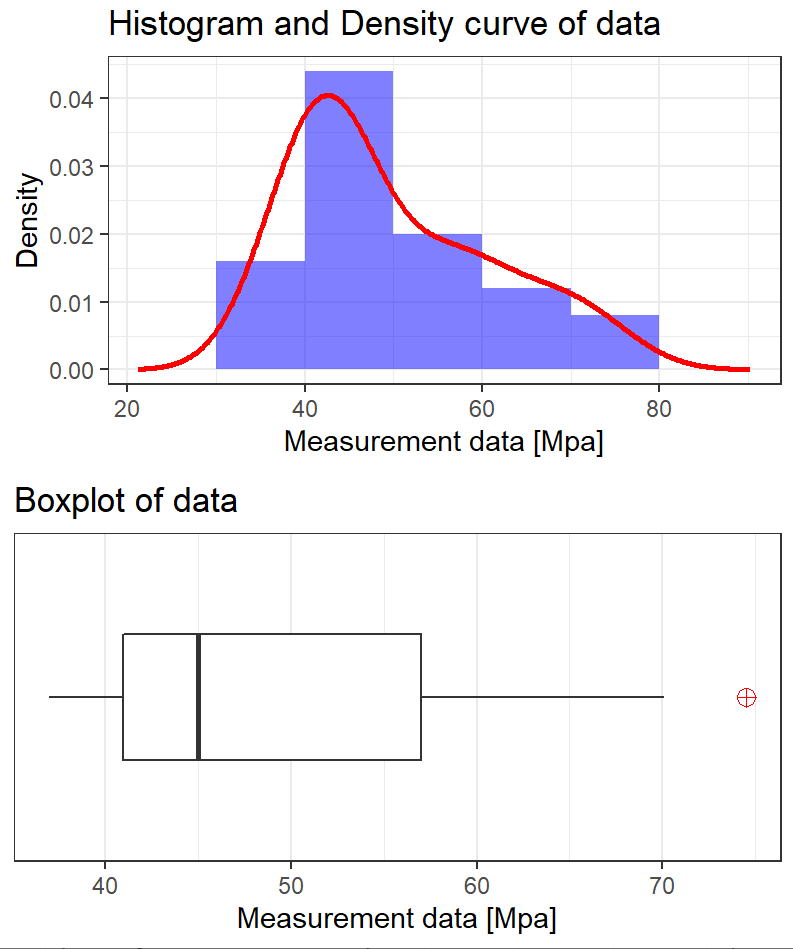 Histogram and Density curve of data
Density
0.04
0.03
0.02
0.01
0.00
20 40 60 80
Measurement data [Mpa]
Boxplot of data
40 50 60 70
Measurement data [Mpa]